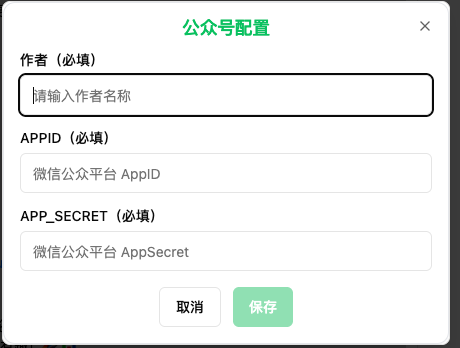 公众号配置
作者（必填）
请输入作者名称
APPID（必填）
微信公众平台 AppID
APP_SECRET（必填）
微信公众平台 AppSecret
取消 保存